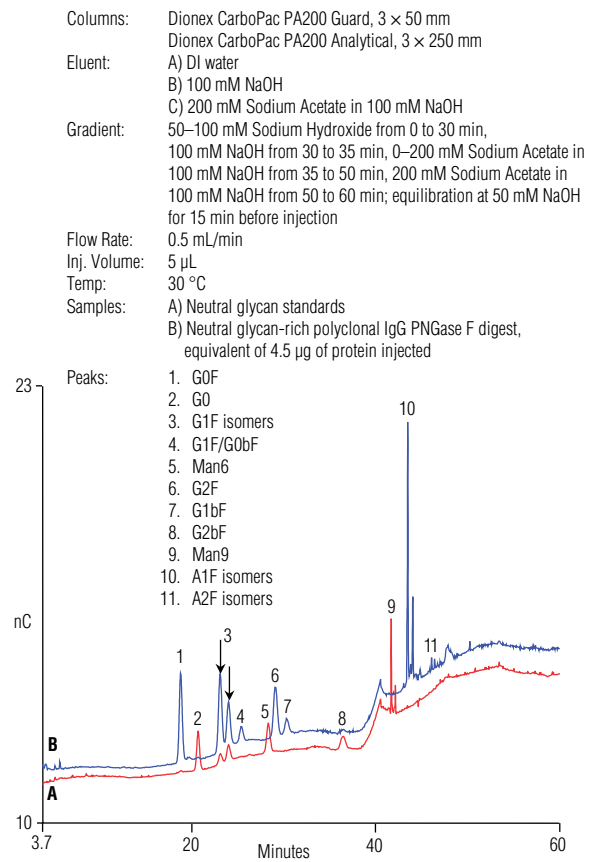 Columns: Dionex CarboPac PA200 Guard, 3 × 50 mm
Dionex CarboPac PA200 Analytical, 3 × 250 mm
Eluent: A) DI water
B) 100 mM NaOH
C) 200 mM Sodium Acetate in 100 mM NaOH
Gradient: 50–100 mM Sodium Hydroxide from 0 to 30 min,
100 mM NaOH from 30 to 35 min, 0–200 mM Sodium Acetate in
100 mM NaOH from 35 to 50 min, 200 mM Sodium Acetate in
100 mM NaOH from 50 to 60 min; equilibration at 50 mM NaOH
for 15 min before injection
Flow Rate: 0.5 mL/min
Inj. Volume: 5 µL
Temp: 30 °C
Samples: A) Neutral glycan standards
B) Neutral glycan-rich polyclonal IgG PNGase F digest,
equivalent of 4.5 µg of protein injected
Peaks: 1. G0F
2. G0
3. G1F isomers
4. G1F/G0bF
5. Man6
6. G2F
7. G1bF
8. G2bF
9. Man9
10. A1F isomers
11. A2F isomers
23
nC
10
1
2
3
4
5
6
7
8
9
10
11
B
A
3.7
20
40
60
Minutes